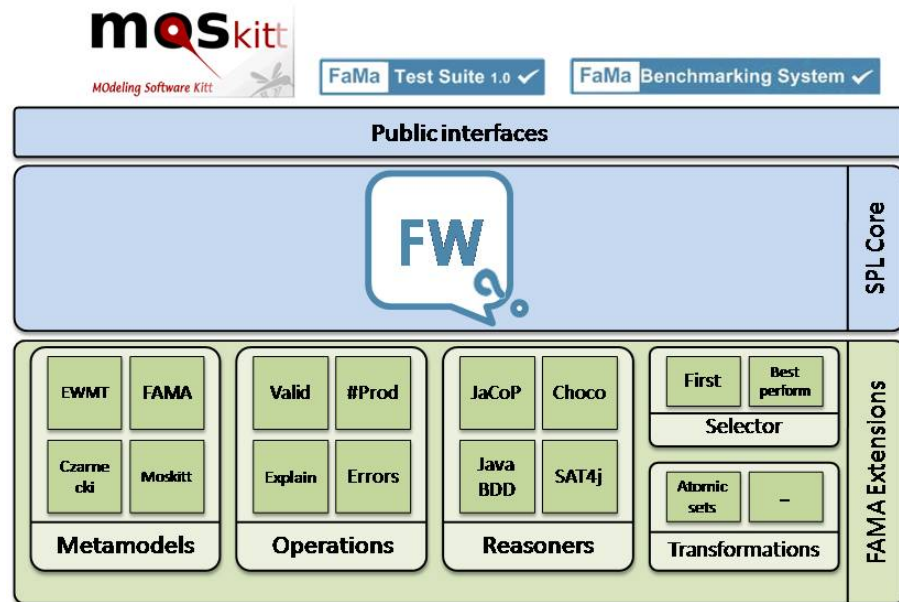 mosKitt
MOdeling Software Kitt
FaMa Test Suite 1.0
FaMa Benchmarking System
Public interfaces
FW
SPL Core
EWMT
FAMA
Czarne
cki
Moskitt
Metamodels
Valid
#Prod
Explain
Errors
Operations
JaCoP
Choco
Java
BDD
SAT4j
Reasoners
First
Best
perform
Selector
Atomic
sets
–
Transformations
FAMA Extensions